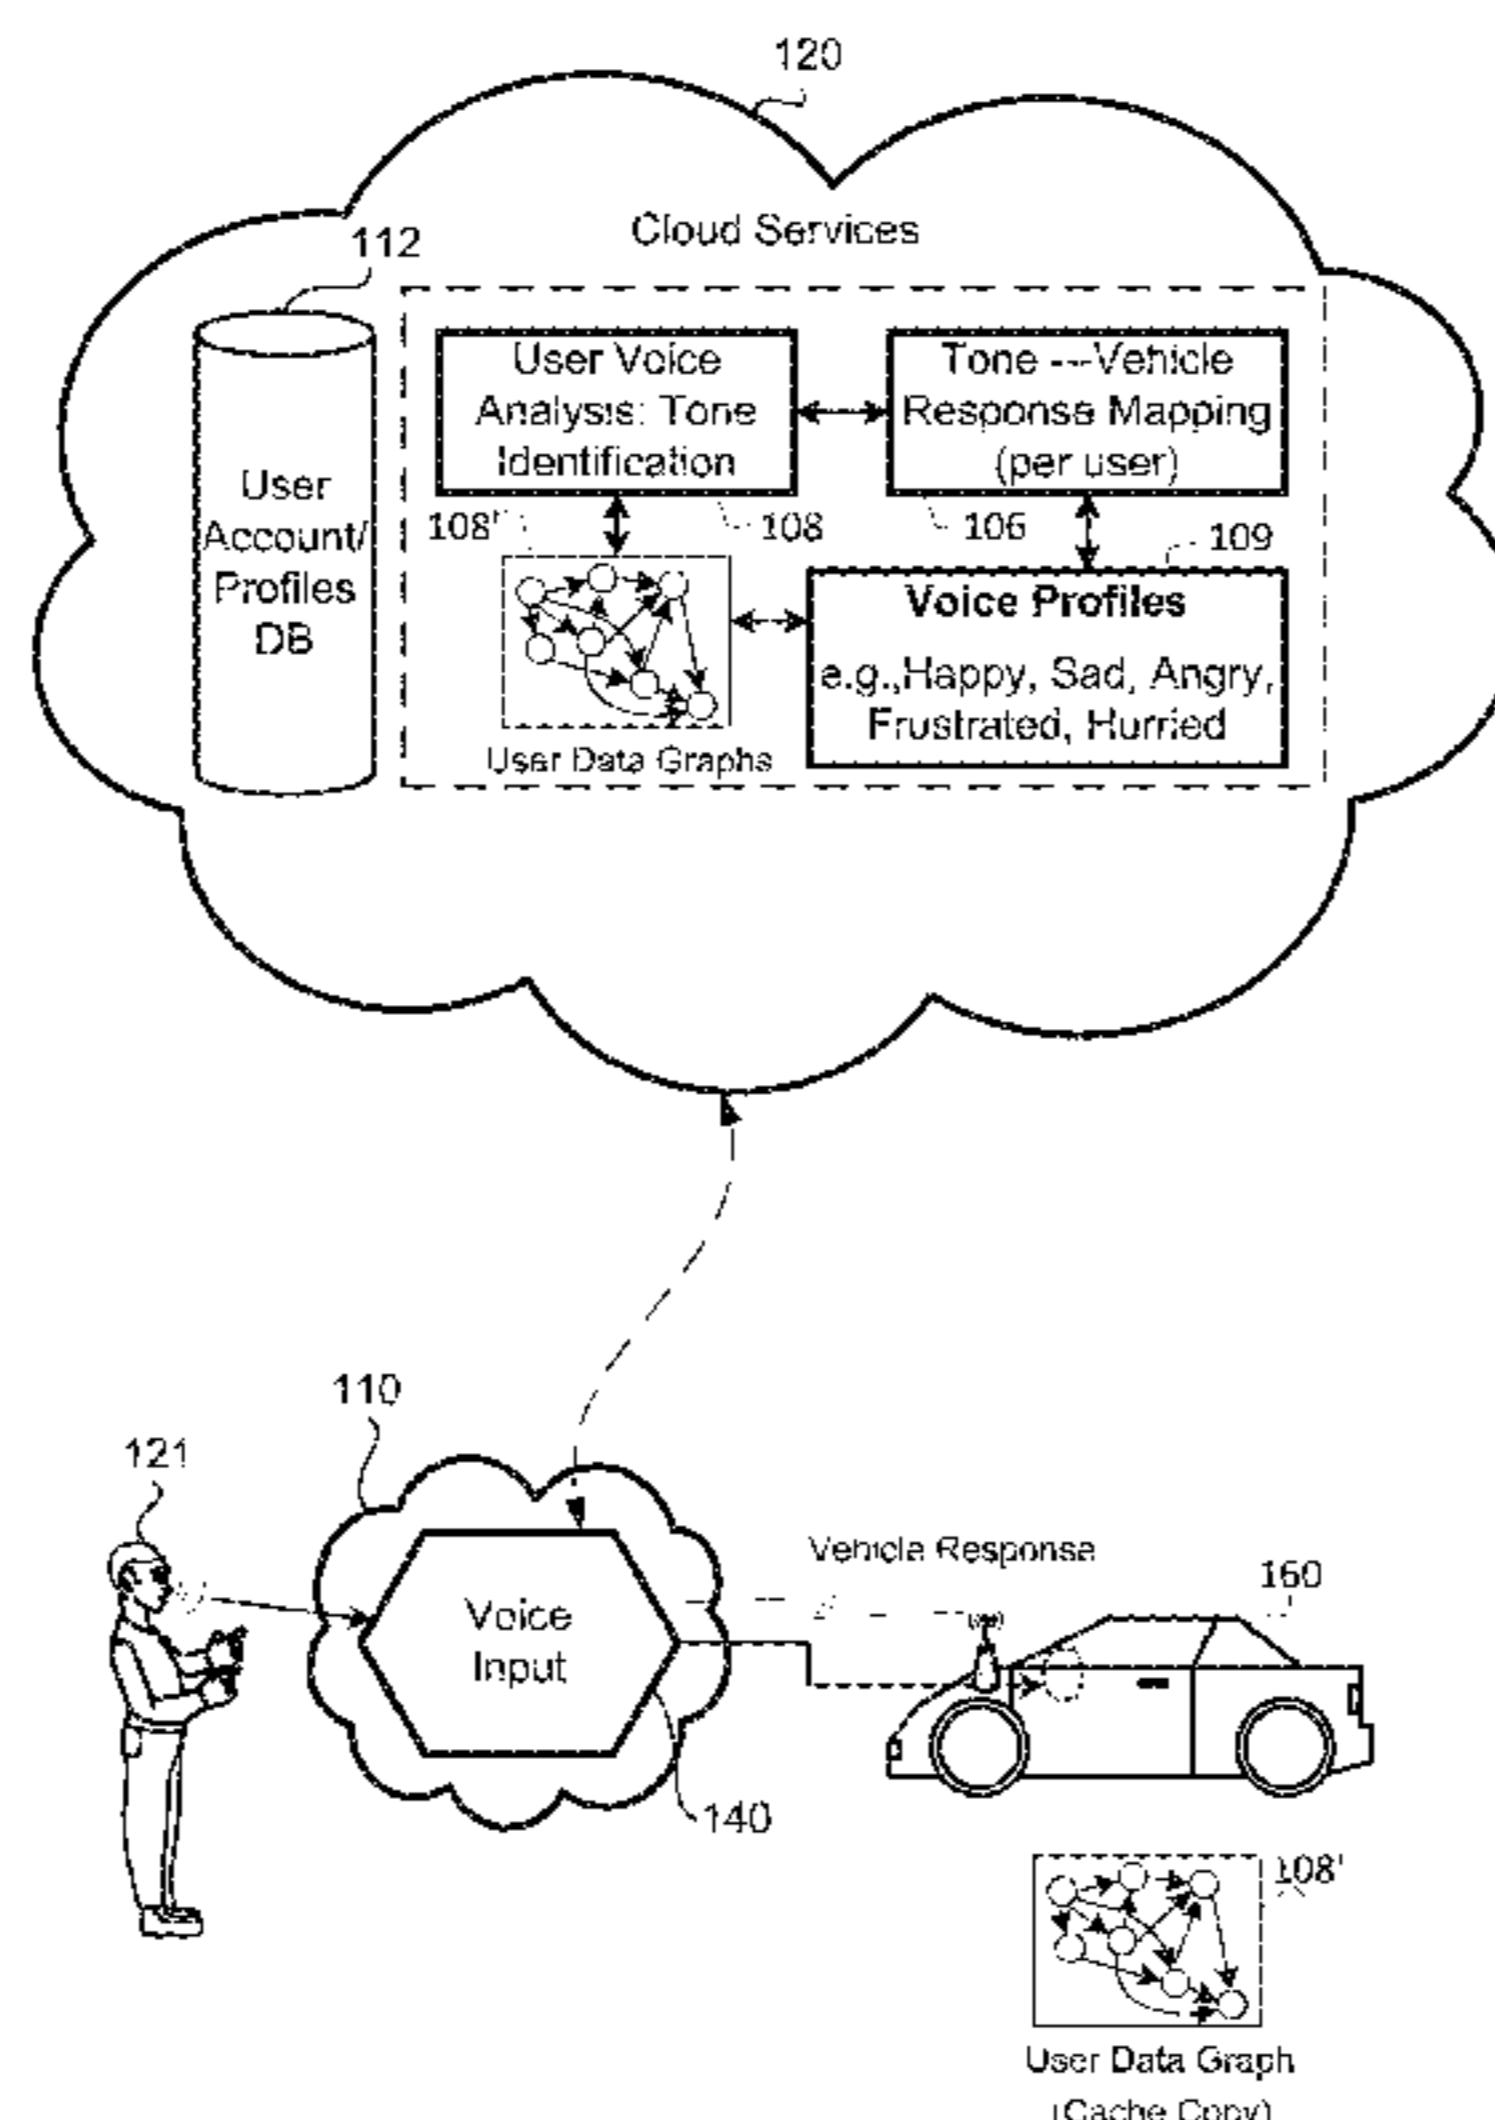 120
Cloud Services
112
User
Account/
Profiles
DB
User Voice
Analysis: Tone
Identification
Tone ---Vehicle
Response Mapping
(per user)
108'
108
106
109
Voice Profiles
e.g.,Happy, Sad, Angry,
Frustrated, Hurried
User Data Graphs
110
121
Voice
Input
Vehicle Response
160
140
108'
User Data Graph
(Cache Copy)